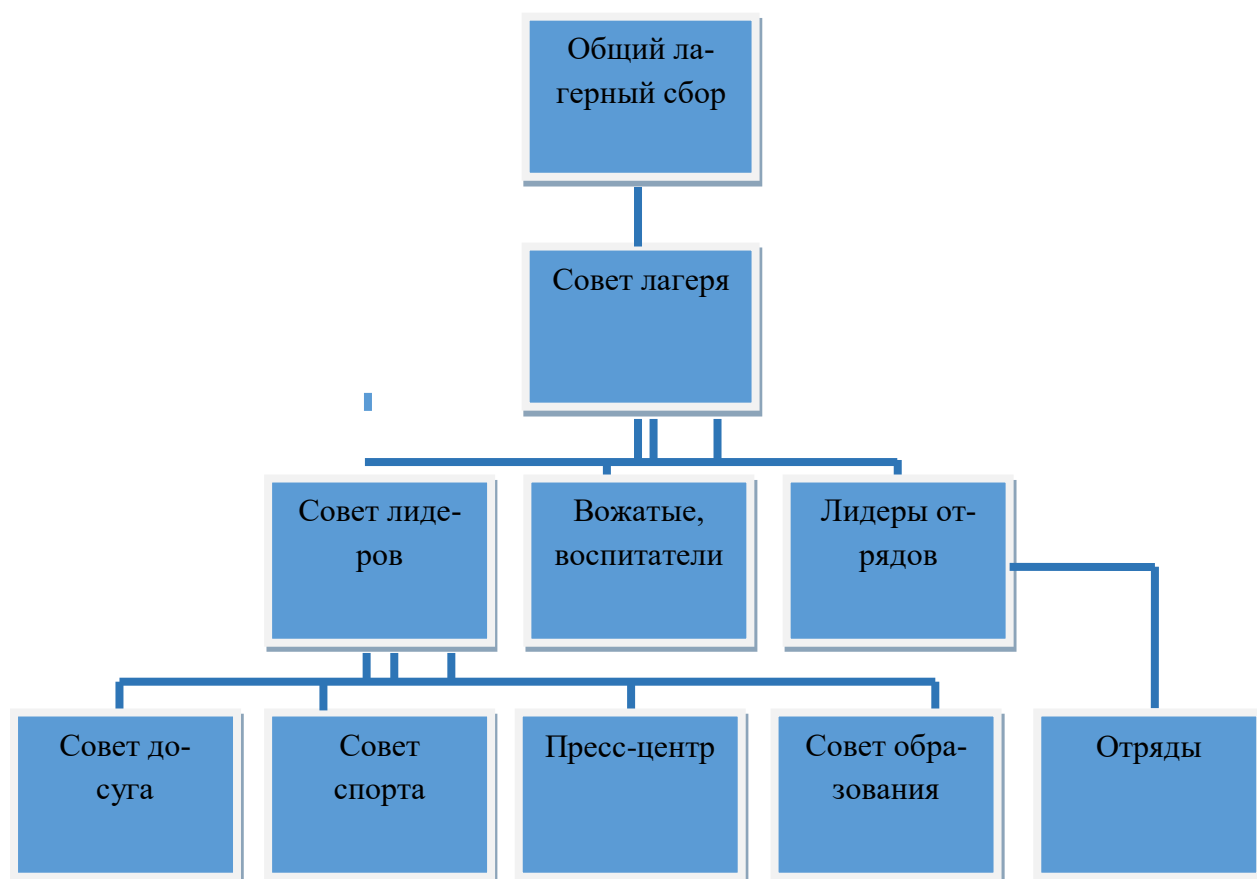 Общий ла-
герный сбор
Совет лагеря
Совет лиде-
ров
Вожатые,
воспитатели
Лидеры от-
рядов
Совет до-
суга
Совет
спорта
Пресс-центр
Совет обра-
зования
Отряды